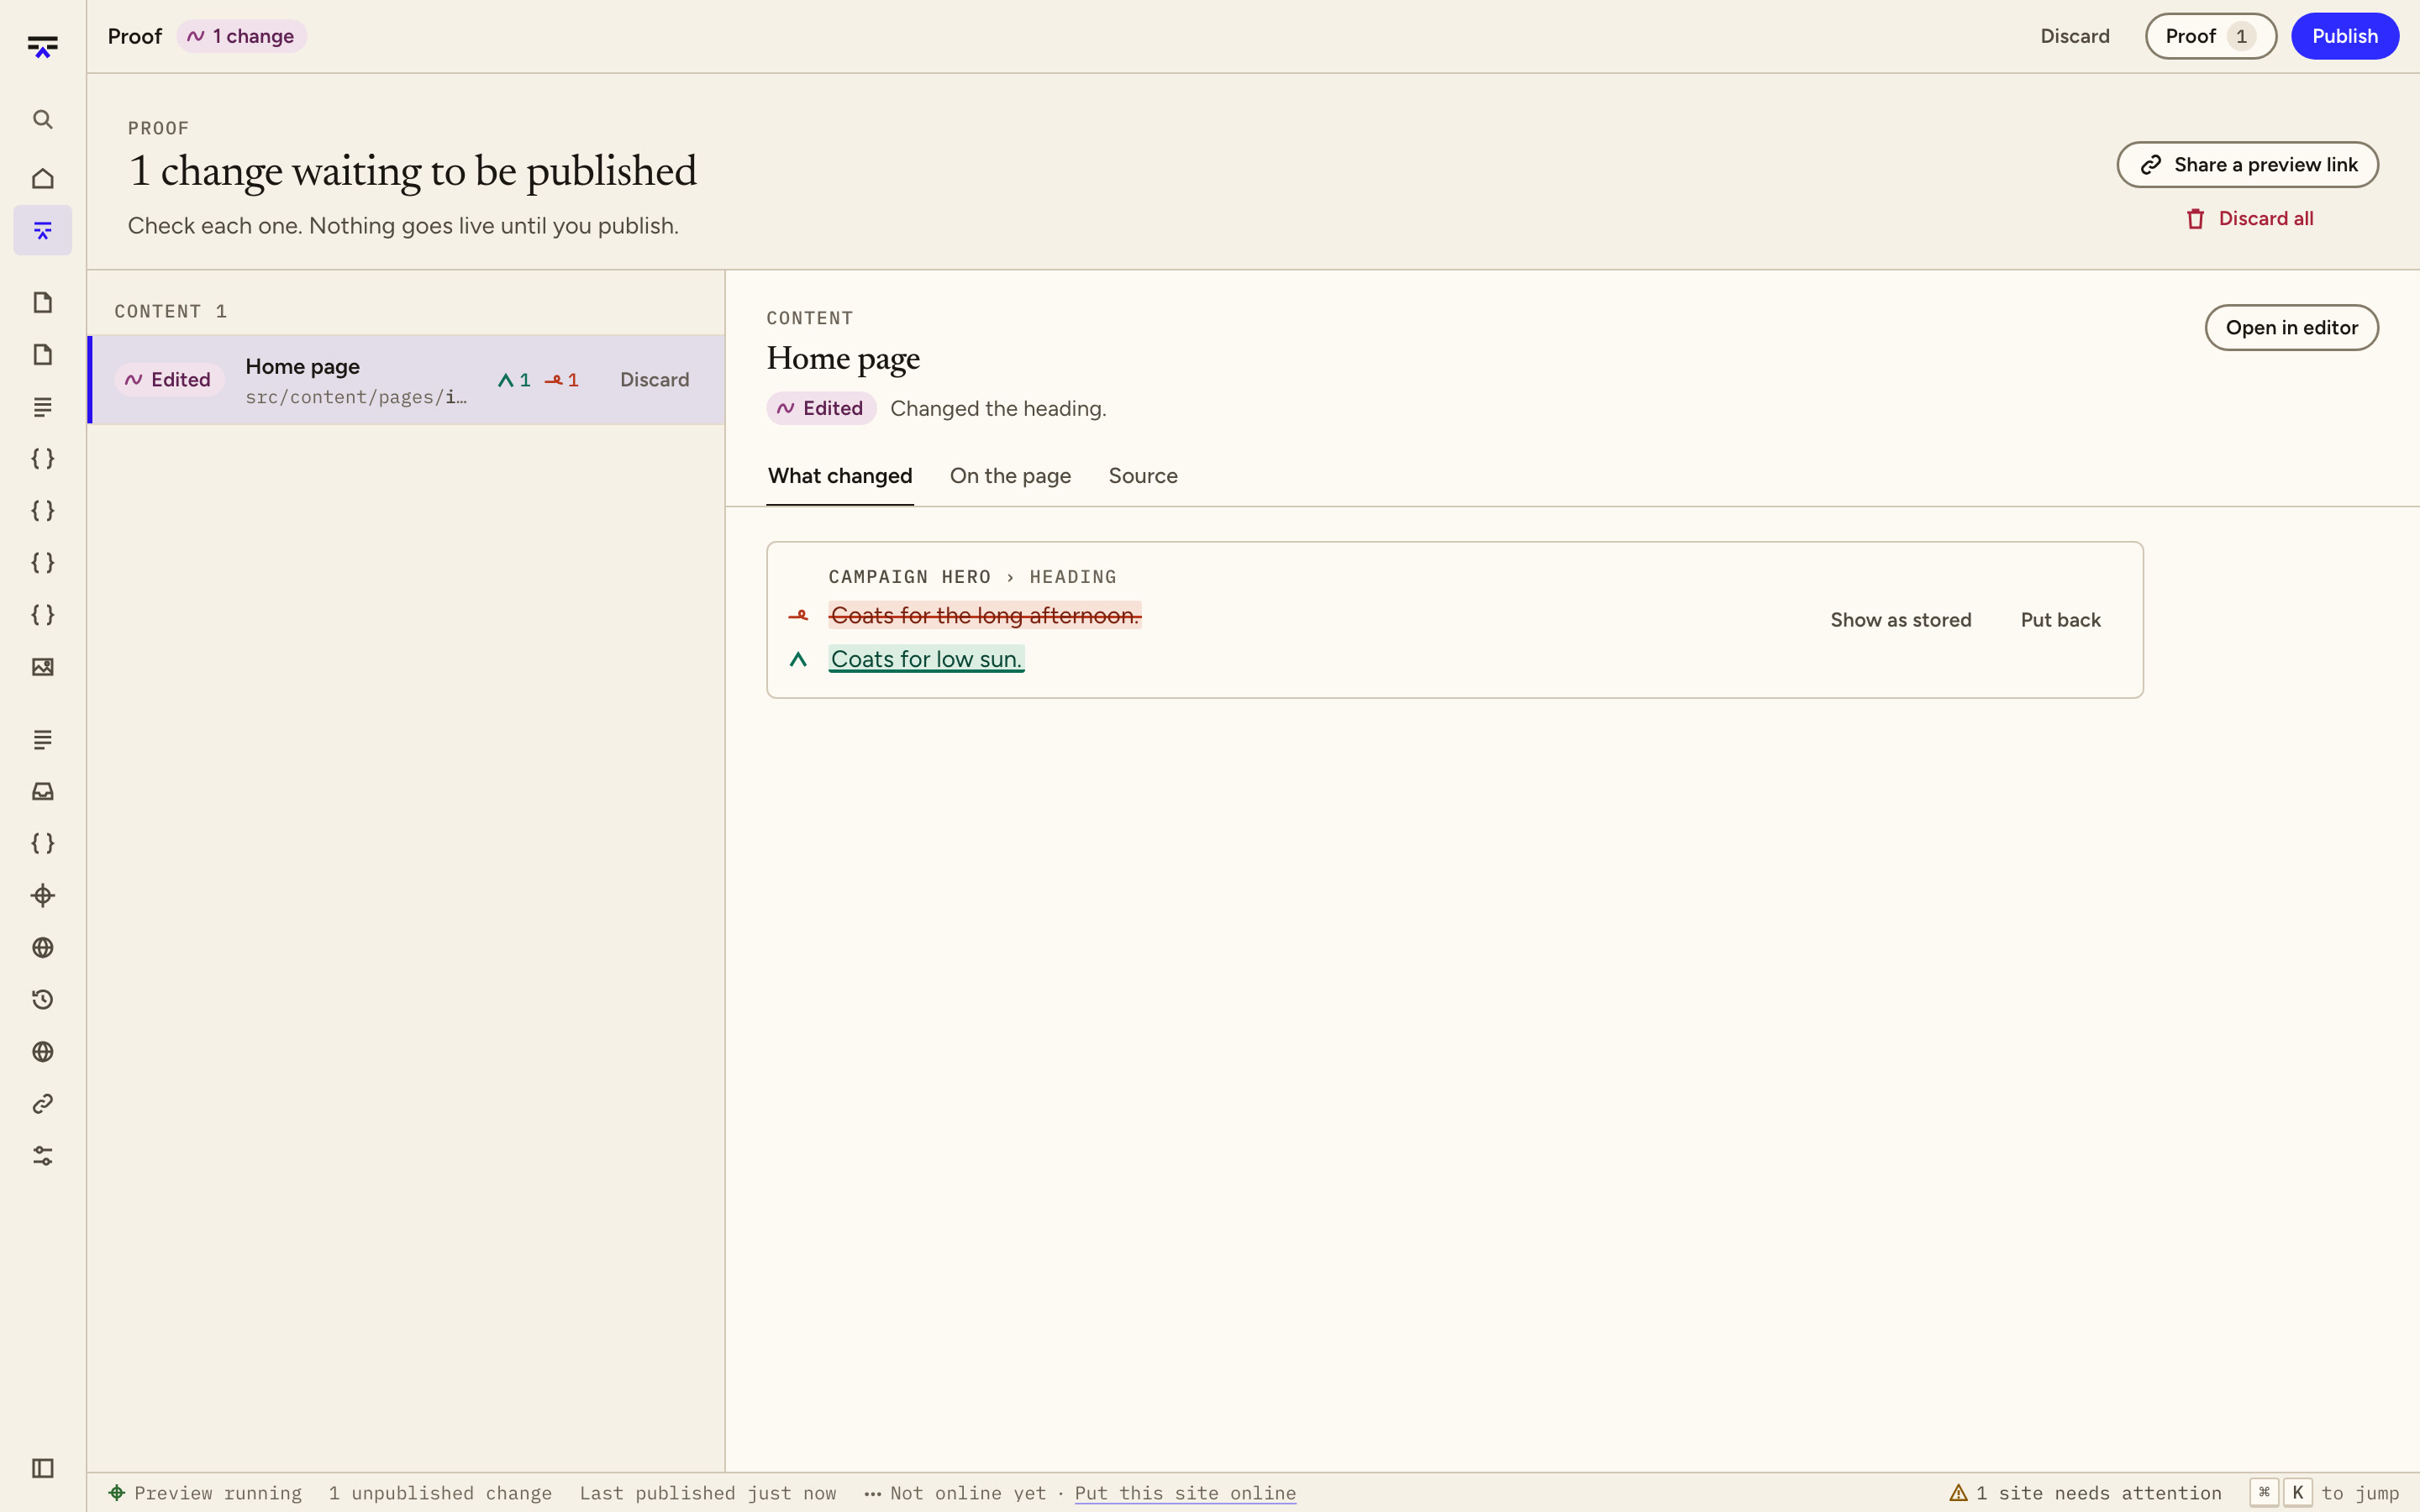 Proof 1 change Discard Proof 1 Publish
PROOF
1 change waiting to be published
Check each one. Nothing goes live until you publish.
Share a preview link
Discard all
CONTENT 1
Edited Home page 1 1 Discard
src/content/pages/i…
CONTENT
Home page
Open in editor
Edited Changed the heading.
What changed On the page Source
CAMPAIGN HERO › HEADING
Coats for the long afternoon.
Coats for low sun.
Show as stored Put back
Preview running 1 unpublished change Last published just now Not online yet · Put this site online 1 site needs attention ⌘ K to jump